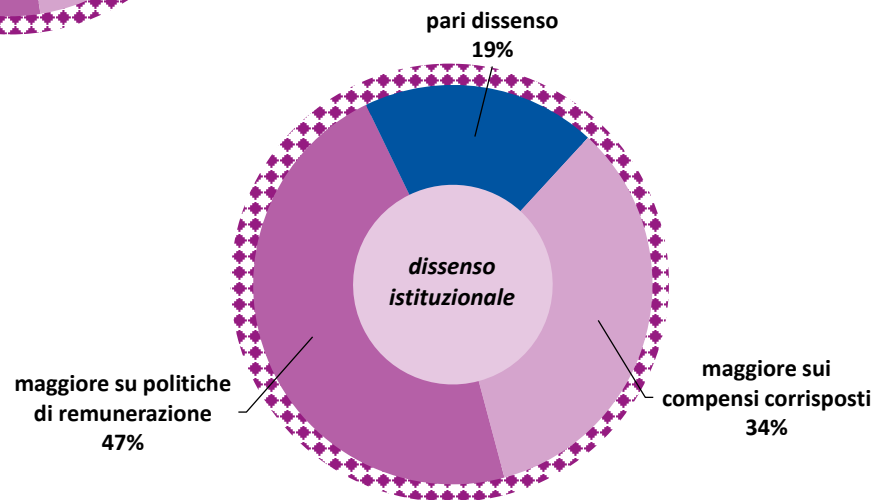 pari dissenso
19%
dissenso
istituzionale
maggiore su politiche
di remunerazione
47%
maggiore sui
compensi corrisposti
34%